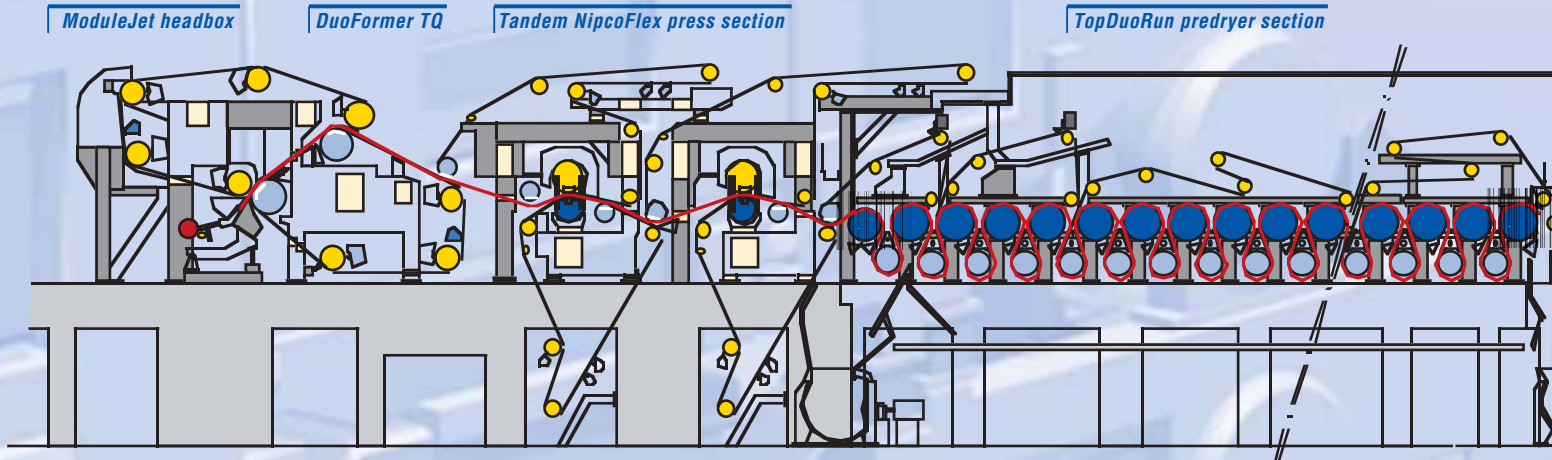 ModuleJet headbox
DuoFormer TQ
Tandem NipcoFlex press section
TopDuoRun predryer section